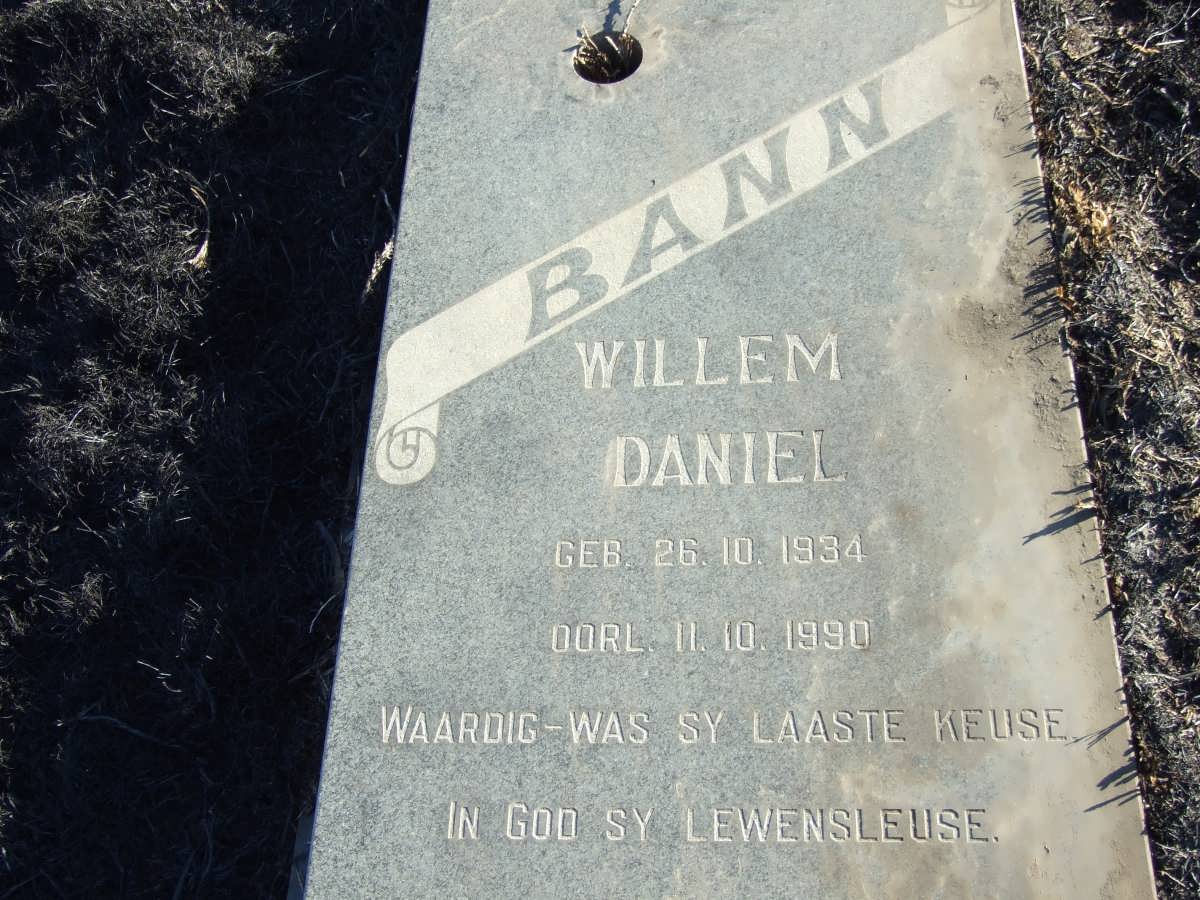 BANN
WILLEM
DANIEL
GEB. 26.10.1934
OORL. 11.10.1990
WAARDIG-WAS SY LAASTE KEUSE.
IN GOD SY LEWENSLEUSE.